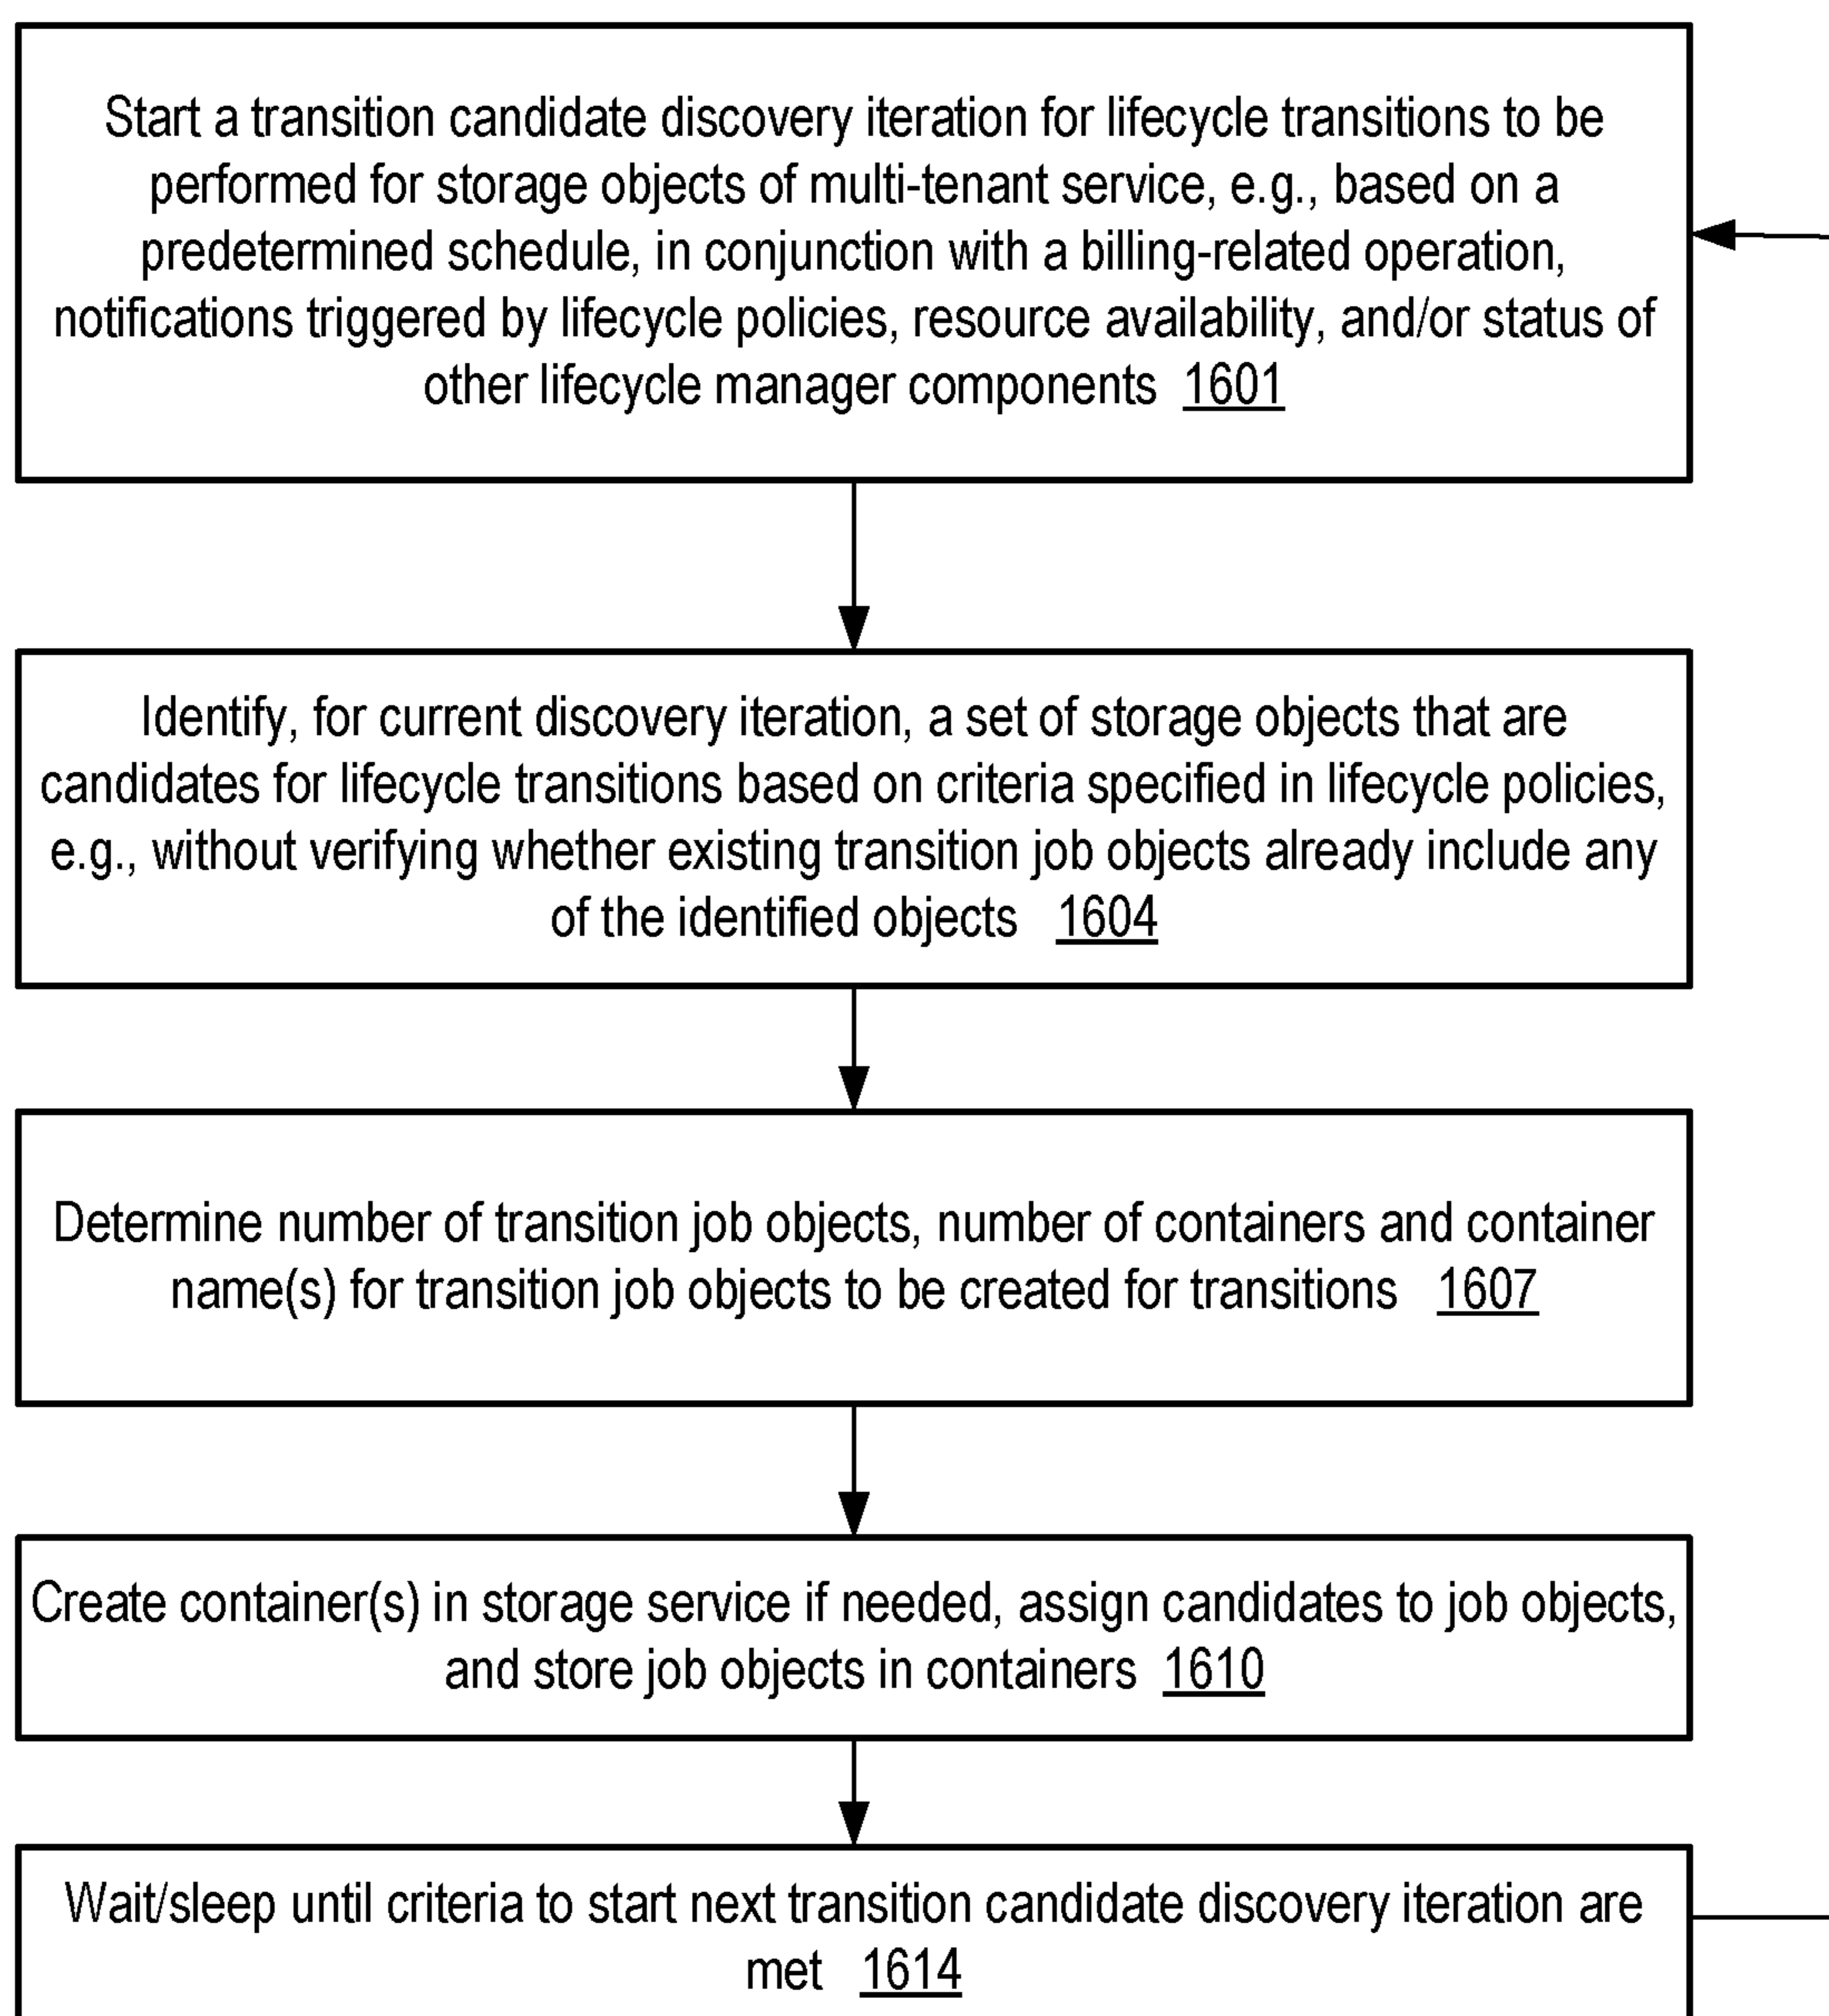 Start a transition candidate discovery iteration for lifecycle transitions to be
performed for storage objects of multi-tenant service, e.g., based on a
predetermined schedule, in conjunction with a billing-related operation,
notifications triggered by lifecycle policies, resource availability, and/or status of
other lifecycle manager components 1601
Identify, for current discovery iteration, a set of storage objects that are
candidates for lifecycle transitions based on criteria specified in lifecycle policies,
e.g., without verifying whether existing transition job objects already include any
of the identified objects 1604
Determine number of transition job objects, number of containers and container
name(s) for transition job objects to be created for transitions 1607
Create container(s) in storage service if needed, assign candidates to job objects,
and store job objects in containers 1610
Wait/sleep until criteria to start next transition candidate discovery iteration are
met 1614